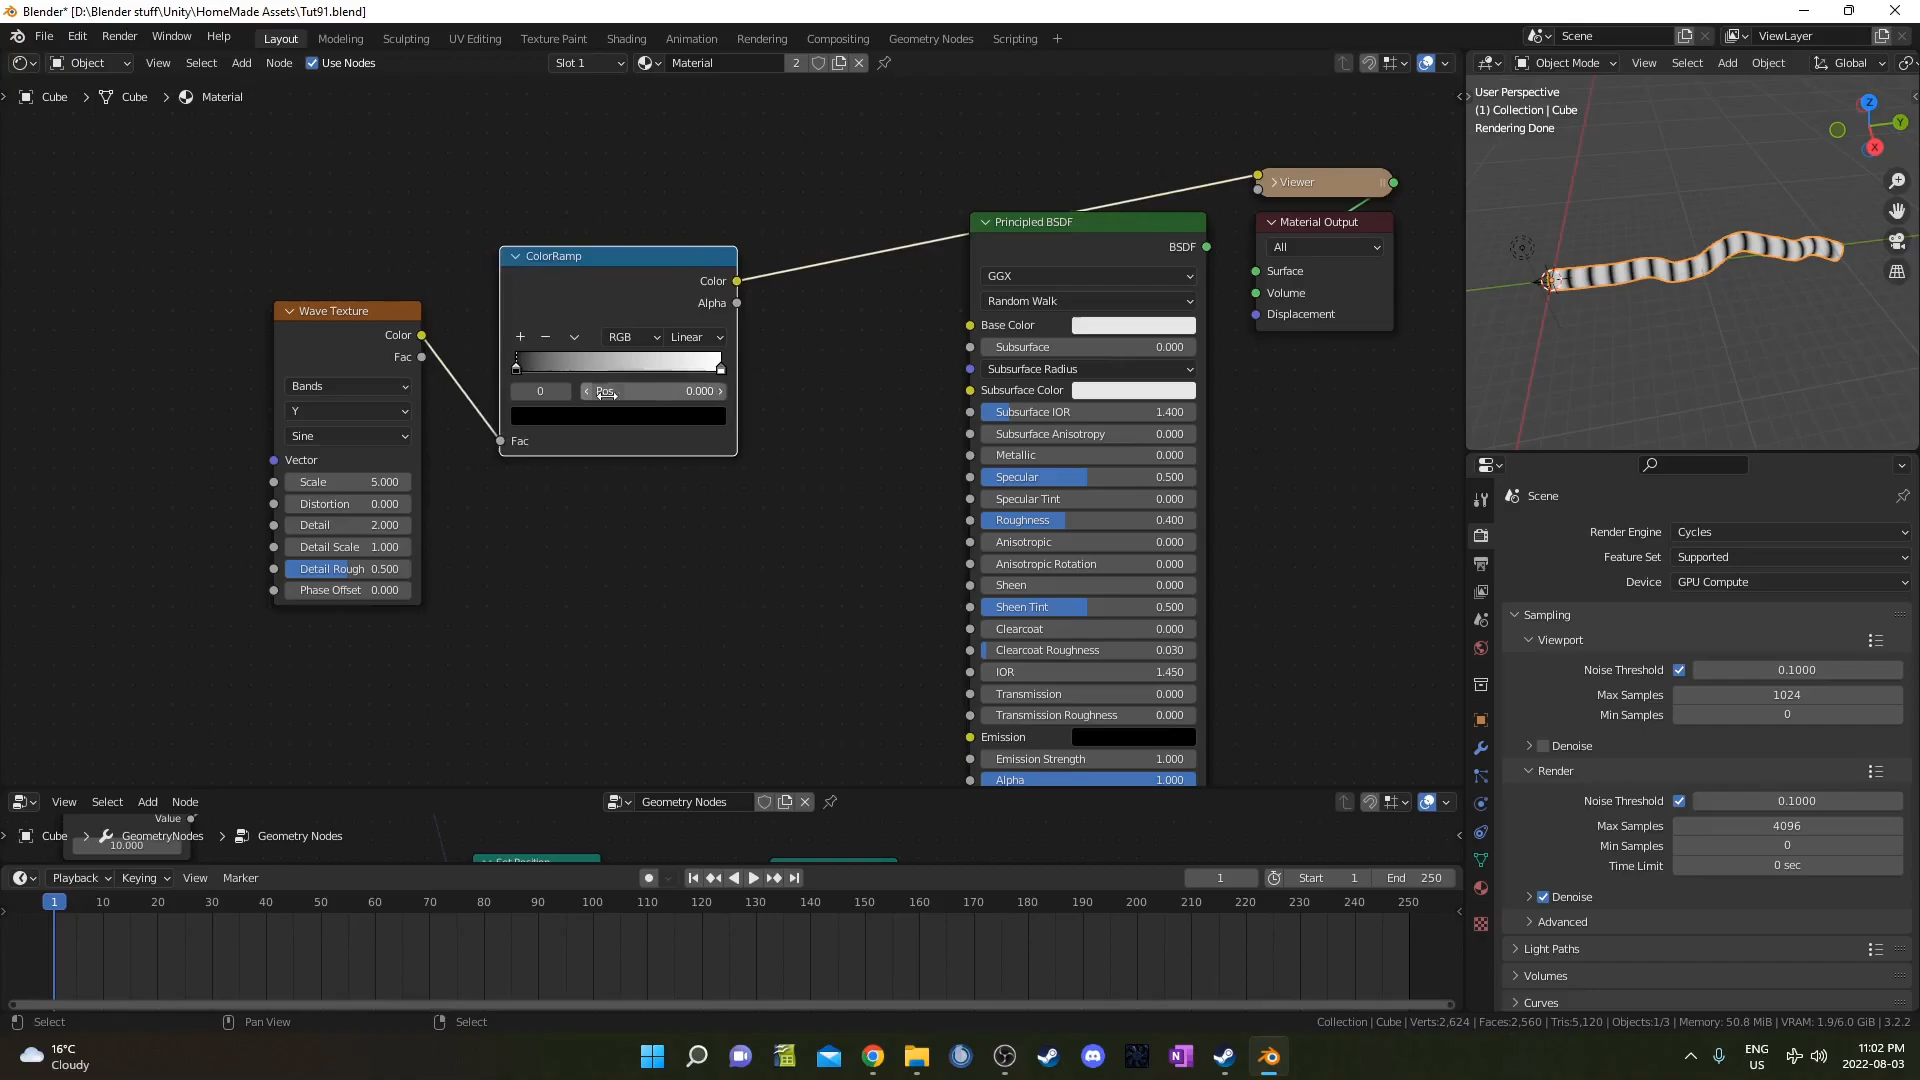 Blender* [D:\Blender stuff\Unity\HomeMade Assets\Tut91.blend]
File Edit Render Window Help Layout Modeling Sculpting UV Editing Texture Paint Shading Animation Rendering Compositing Geometry Nodes Scripting + Scene ViewLayer
Object View Select Add Node Use Nodes Slot 1 Material 2 Object Mode View Select Add Object Global
Cube > Cube > Material
User Perspective
(1) Collection | Cube
Rendering Done
Z
Y
X
Viewer
Principled BSDF
BSDF
GGX
Random Walk
Base Color
Subsurface 0.000
Subsurface Radius
Subsurface Color
Subsurface IOR 1.400
Subsurface Anisotropy 0.000
Metallic 0.000
Specular 0.500
Specular Tint 0.000
Roughness 0.400
Anisotropic 0.000
Anisotropic Rotation 0.000
Sheen 0.000
Sheen Tint 0.500
Clearcoat 0.000
Clearcoat Roughness 0.030
IOR 1.450
Transmission 0.000
Transmission Roughness 0.000
Emission
Emission Strength 1.000
Alpha 1.000
Material Output
All
Surface
Volume
Displacement
ColorRamp
Color
Alpha
RGB Linear
0 Pos 0.000
Fac
Wave Texture
Color
Fac
Bands
Y
Sine
Vector
Scale 5.000
Distortion 0.000
Detail 2.000
Detail Scale 1.000
Detail Rough 0.500
Phase Offset 0.000
Scene
Render Engine Cycles
Feature Set Supported
Device GPU Compute
Sampling
Viewport
Noise Threshold 0.1000
Max Samples 1024
Min Samples 0
Denoise
Render
Noise Threshold 0.1000
Max Samples 4096
Min Samples 0
Time Limit 0 sec
Denoise
Advanced
Light Paths
Volumes
Curves
View Select Add Node Geometry Nodes
Value
Cube > GeometryNodes > Geometry Nodes
10.000
Set Position
Playback Keying View Marker 1 Start 1 End 250
1 10 20 30 40 50 60 70 80 90 100 110 120 130 140 150 160 170 180 190 200 210 220 230 240 250
Select Pan View Select Collection | Cube | Verts:2,624 | Faces:2,560 | Tris:5,120 | Objects:1/3 | Memory: 50.8 MiB | VRAM: 1.9/6.0 GiB | 3.2.2
16°C
Cloudy
ENG
US
11:02 PM
2022-08-03